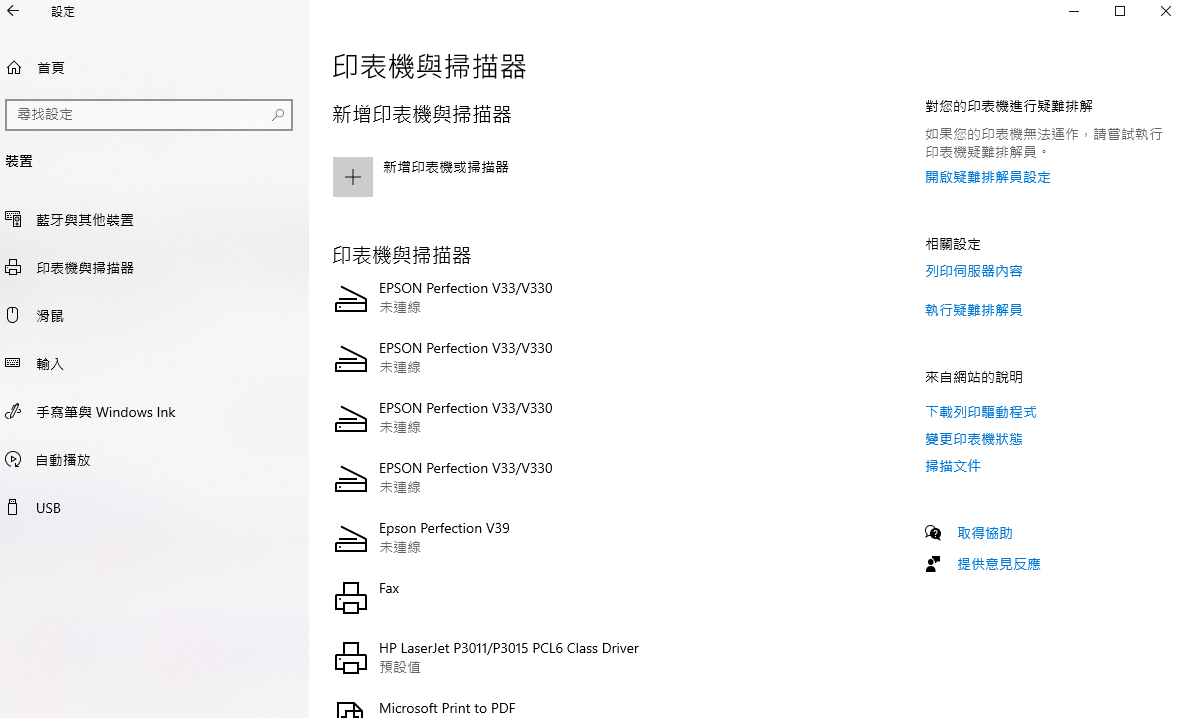 設定
首頁
尋找設定
裝置
藍牙與其他裝置
印表機與掃描器
滑鼠
輸入
手寫筆與 Windows Ink
自動播放
USB
印表機與掃描器
新增印表機與掃描器
新增印表機或掃描器
印表機與掃描器
EPSON Perfection V33/V330
未連線
EPSON Perfection V33/V330
未連線
EPSON Perfection V33/V330
未連線
EPSON Perfection V33/V330
未連線
Epson Perfection V39
未連線
Fax
HP LaserJet P3011/P3015 PCL6 Class Driver
預設值
Microsoft Print to PDF
對您的印表機進行疑難排解
如果您的印表機無法運作，請嘗試執行
印表機疑難排解員。
開啟疑難排解員設定
相關設定
列印伺服器內容
執行疑難排解員
來自網站的說明
下載列印驅動程式
變更印表機狀態
掃描文件
取得協助
提供意見反應